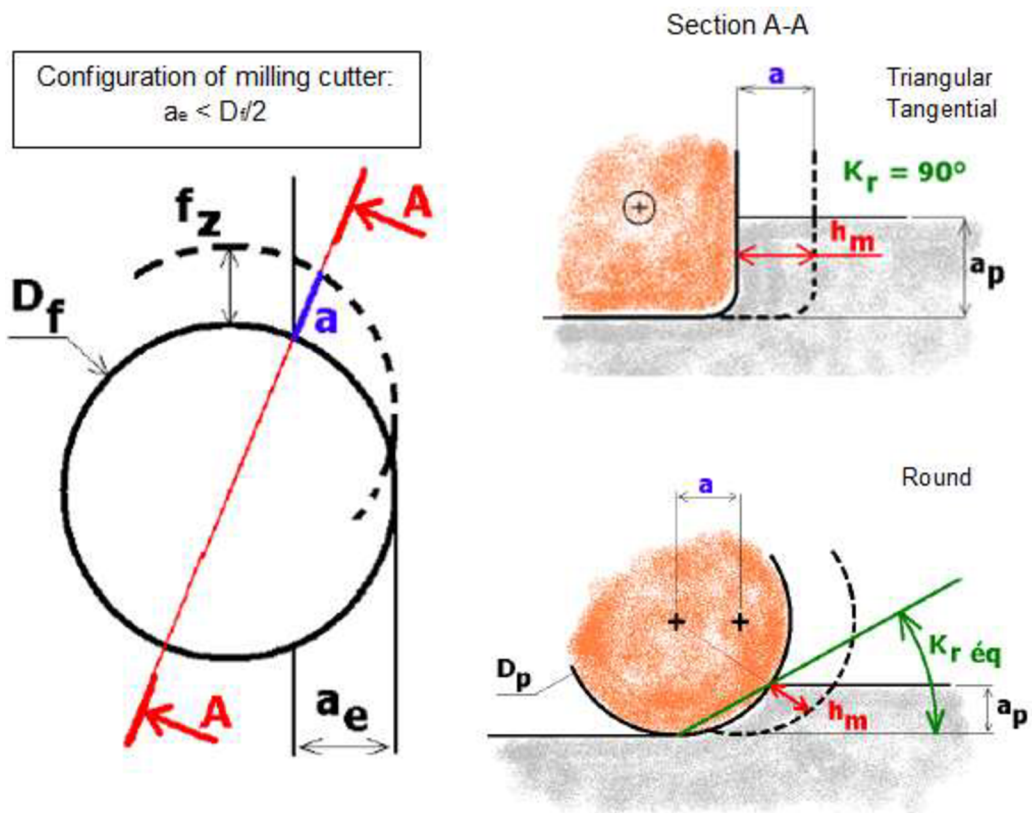 Section A-A
Configuration of milling cutter:
ae < Df/2
a
Triangular
Tangential
Kr = 90°
hm
ap
A
fz
Df
a
A
ae
a
Round
Dp
Kr éq
hm
ap